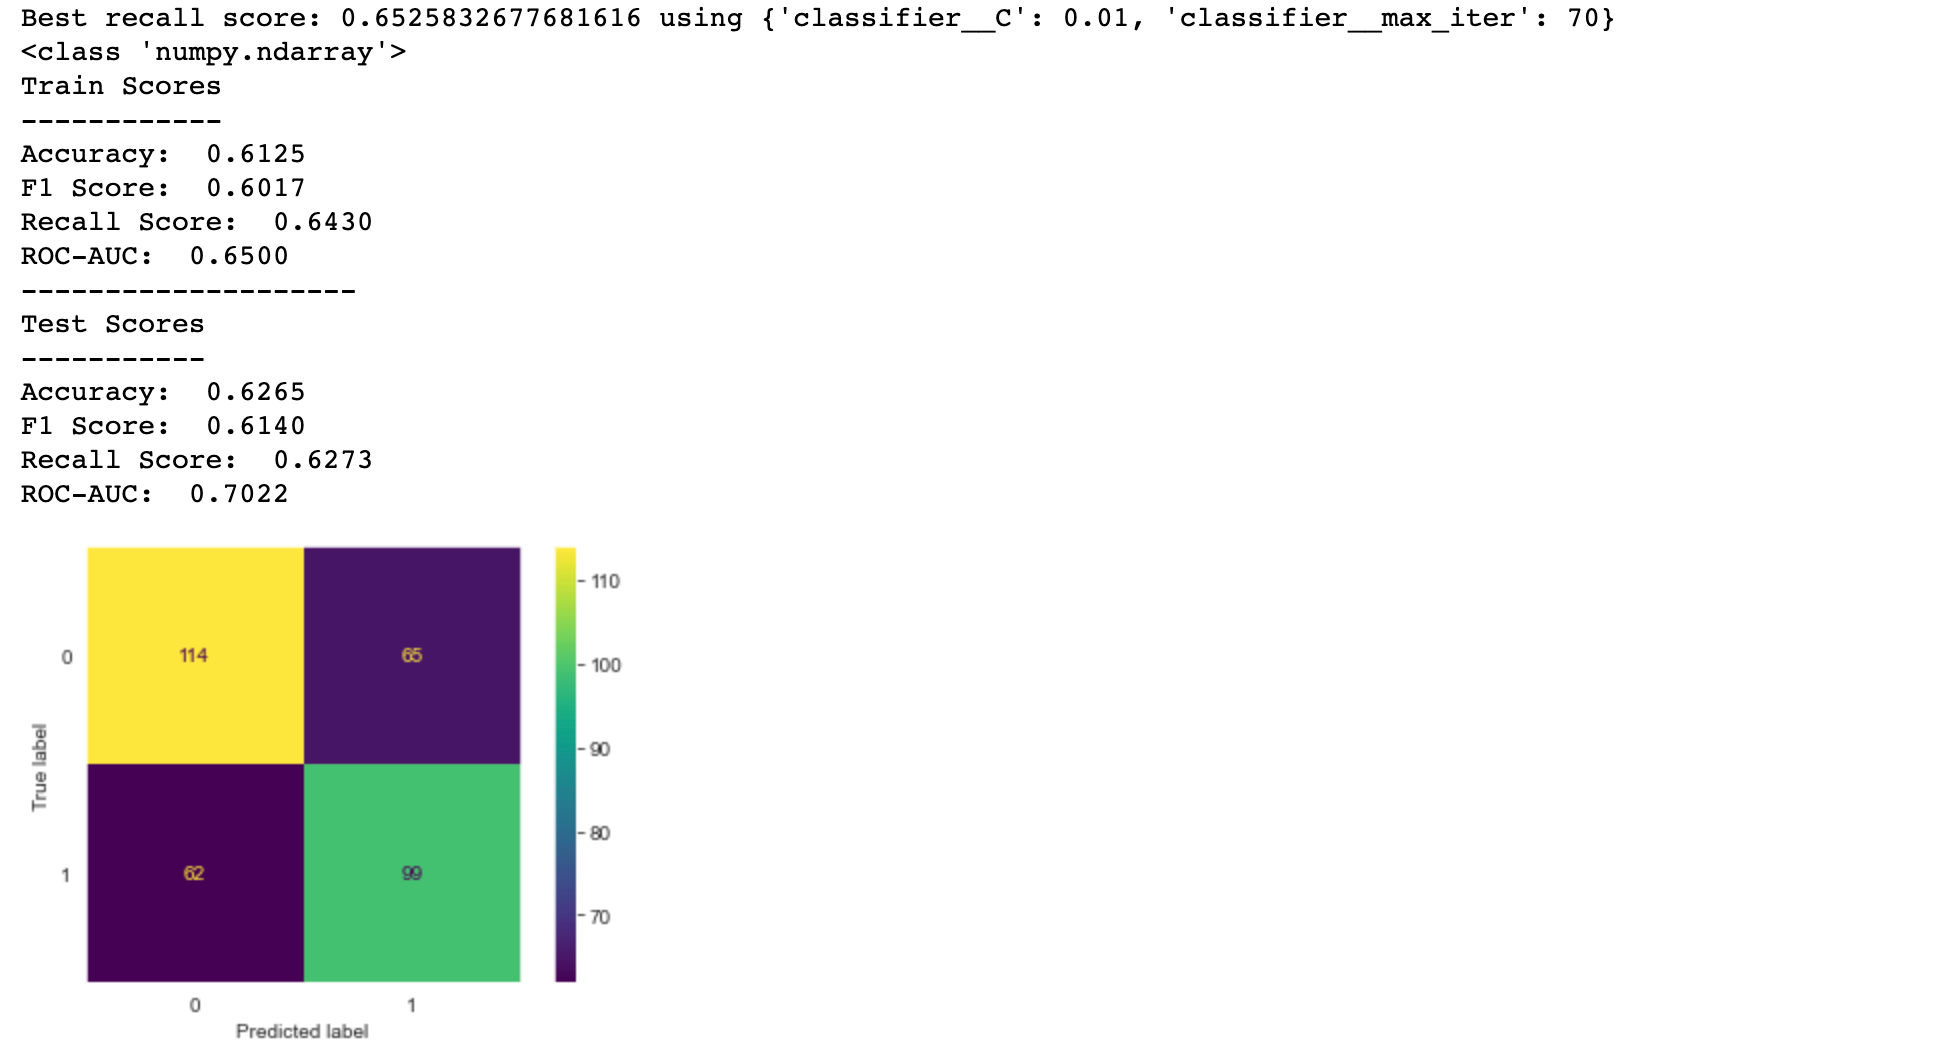 Best recall score: 0.6525832677681616 using {'classifier__C': 0.01, 'classifier__max_iter': 70}
<class 'numpy.ndarray'>
Train Scores
------------
Accuracy:  0.6125
F1 Score:  0.6017
Recall Score:  0.6430
ROC-AUC:  0.6500
--------------------
Test Scores
-----------
Accuracy:  0.6265
F1 Score:  0.6140
Recall Score:  0.6273
ROC-AUC:  0.7022
110
0 114 65
100
True label
90
80
1 62 99
70
0 1
Predicted label